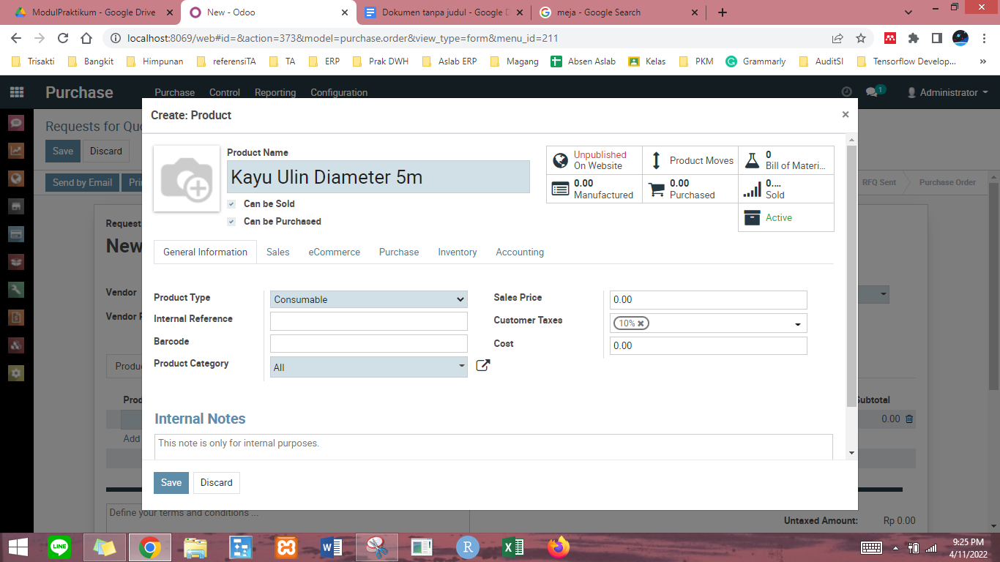 ModulPraktikum - Google Drive
New - Odoo
Dokumen tanpa judul - Google D
meja - Google Search
localhost:8069/web#id=&action=373&model=purchase.order&view_type=form&menu_id=211
Trisakti
Bangkit
Himpunan
referensiTA
TA
ERP
Prak DWH
Aslab ERP
Magang
Absen Aslab
Kelas
PKM
Grammarly
AuditSI
Tensorflow Develop...
»
Purchase
Purchase
Control
Reporting
Configuration
1
Administrator
Requests for Quo
Save
Discard
Send by Email
Prin
RFQ Sent
Purchase Order
Request
New
Vendor
Vendor R
Produc
Prod
Subtotal
0.00
Add
Define your terms and conditions ...
Untaxed Amount:
Rp 0.00
Create: Product
×
Product Name
Kayu Ulin Diameter 5m
Can be Sold
Can be Purchased
Unpublished
On Website
Product Moves
0
Bill of Materi...
0.00
Manufactured
0.00
Purchased
0....
Sold
Active
General Information
Sales
eCommerce
Purchase
Inventory
Accounting
Product Type
Consumable
Internal Reference
Barcode
Product Category
All
Sales Price
0.00
Customer Taxes
10%
Cost
0.00
Internal Notes
This note is only for internal purposes.
Save
Discard
LINE
R
9:25 PM
4/11/2022